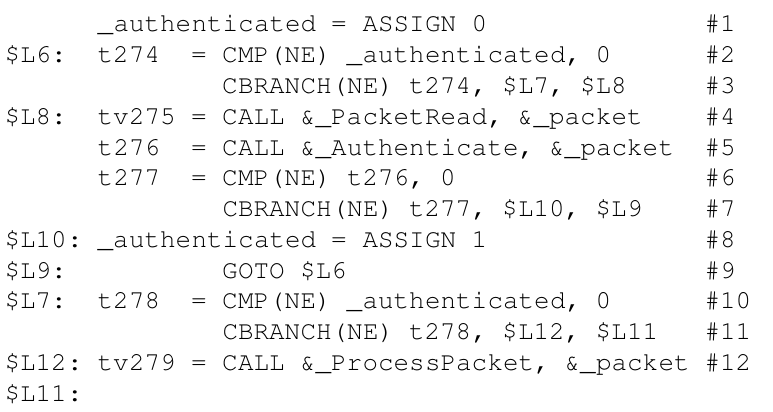 _authenticated = ASSIGN 0 #1
$L6: t274 = CMP(NE) _authenticated, 0 #2
CBRANCH(NE) t274, $L7, $L8 #3
$L8: tv275 = CALL &_PacketRead, &_packet #4
t276 = CALL &_Authenticate, &_packet #5
t277 = CMP(NE) t276, 0 #6
CBRANCH(NE) t277, $L10, $L9 #7
$L10: _authenticated = ASSIGN 1 #8
$L9: GOTO $L6 #9
$L7: t278 = CMP(NE) _authenticated, 0 #10
CBRANCH(NE) t278, $L12, $L11 #11
$L12: tv279 = CALL &_ProcessPacket, &_packet #12
$L11: